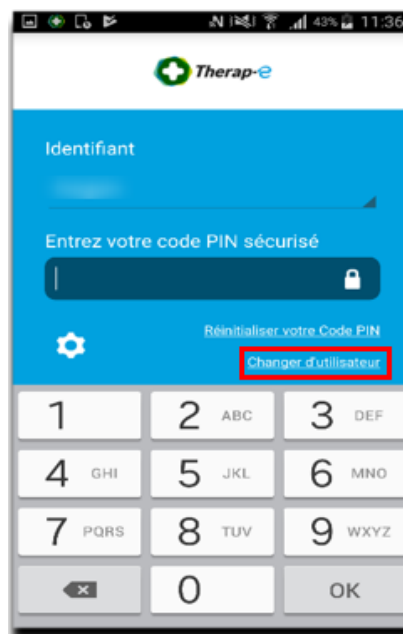 43% 11:36
Therap-e
Identifiant
Entrez votre code PIN sécurisé
Réinitialiser votre Code PIN
Changer d'utilisateur
1
2 ABC
3 DEF
4 GHI
5 JKL
6 MNO
7 PQRS
8 TUV
9 WXYZ
0
OK